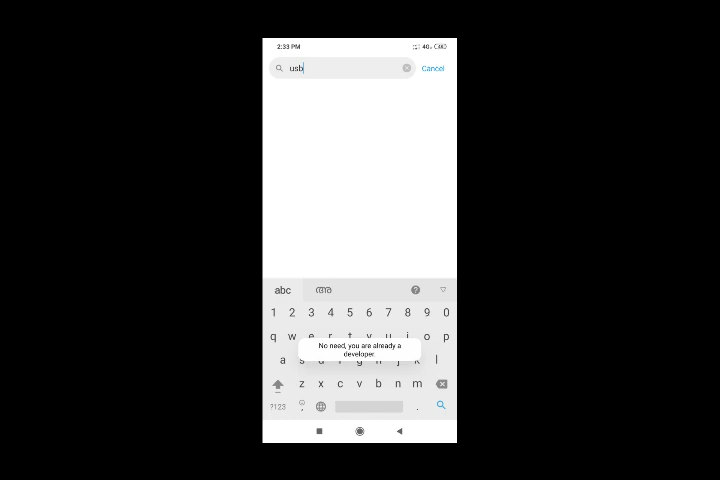 2:33 PM
usb
Cancel
abc
അ
1 2 3 4 5 6 7 8 9 0
q w e r t y u i o p
No need, you are already a
developer.
a s d f g h j k l
z x c v b n m
?123 , .